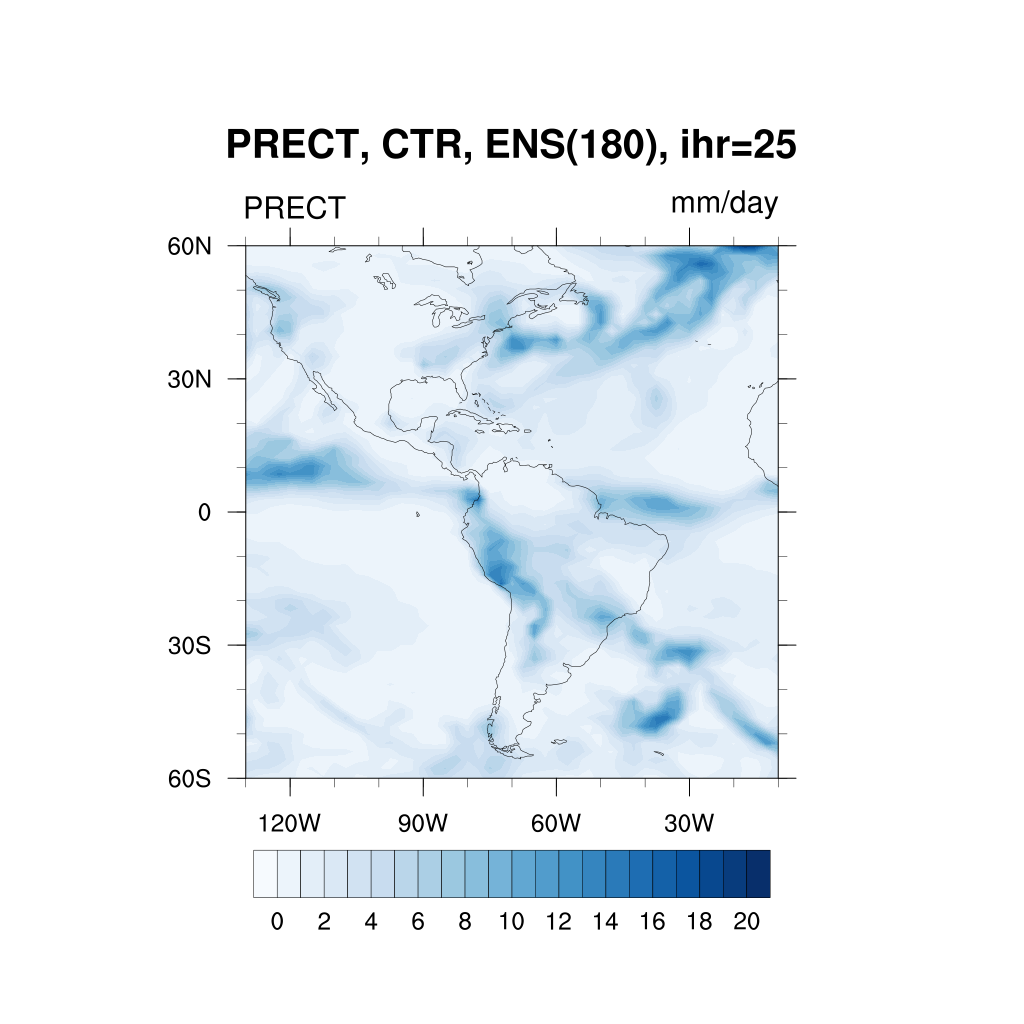 PRECT, CTR, ENS(180), ihr=25
PRECT mm/day
60N
30N
0
30S
60S
120W 90W 60W 30W
0 2 4 6 8 10 12 14 16 18 20